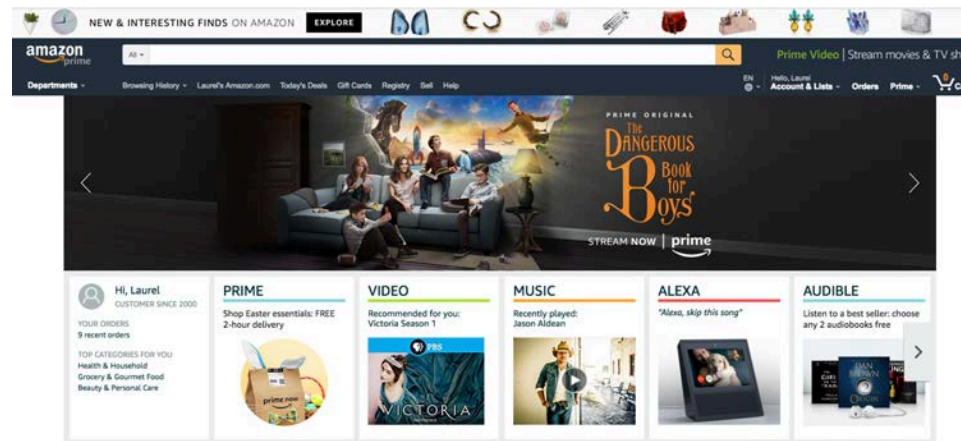 NEW & INTERESTING FINDS ON AMAZON EXPLORE
amazon
prime
All
Prime Video | Stream movies & TV sh
Departments
Browsing History
Laurel's Amazon.com
Today's Deals
Gift Cards
Registry
Sell
Help
EN
Hello, Laurel
Account & Lists
Orders
Prime
0
C
PRIME ORIGINAL
The
DANGEROUS
BOOK
for
BOYS
STREAM NOW | prime
Hi, Laurel
CUSTOMER SINCE 2000
YOUR ORDERS
9 recent orders
TOP CATEGORIES FOR YOU
Health & Household
Grocery & Gourmet Food
Beauty & Personal Care
PRIME
Shop Easter essentials: FREE
2-hour delivery
prime now
VIDEO
Recommended for you:
Victoria Season 1
PBS
VICTORIA
MUSIC
Recently played:
Jason Aldean
ALEXA
"Alexa, skip this song"
AUDIBLE
Listen to a best seller: choose
any 2 audiobooks free
DAN
BROWN
ORIGIN